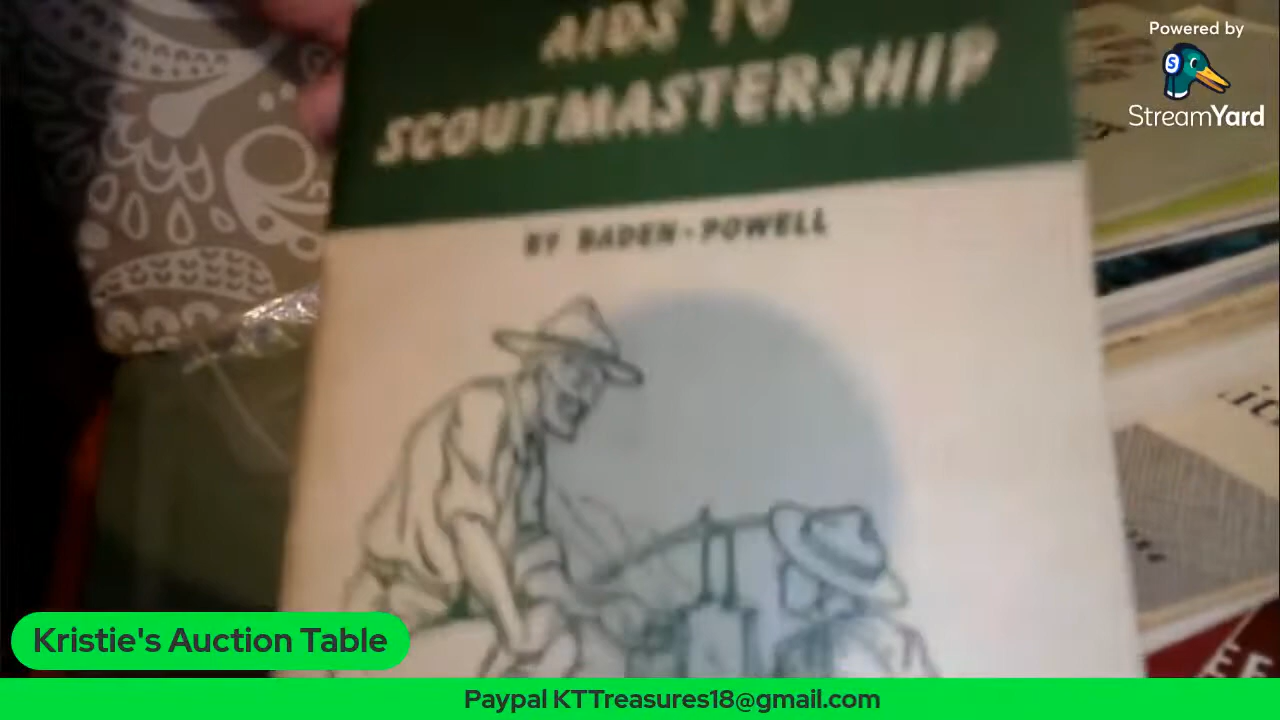 AIDS TO
SCOUTMASTERSHIP
BY BADEN-POWELL
Powered by
StreamYard
Kristie's Auction Table
Paypal KTTreasures18@gmail.com